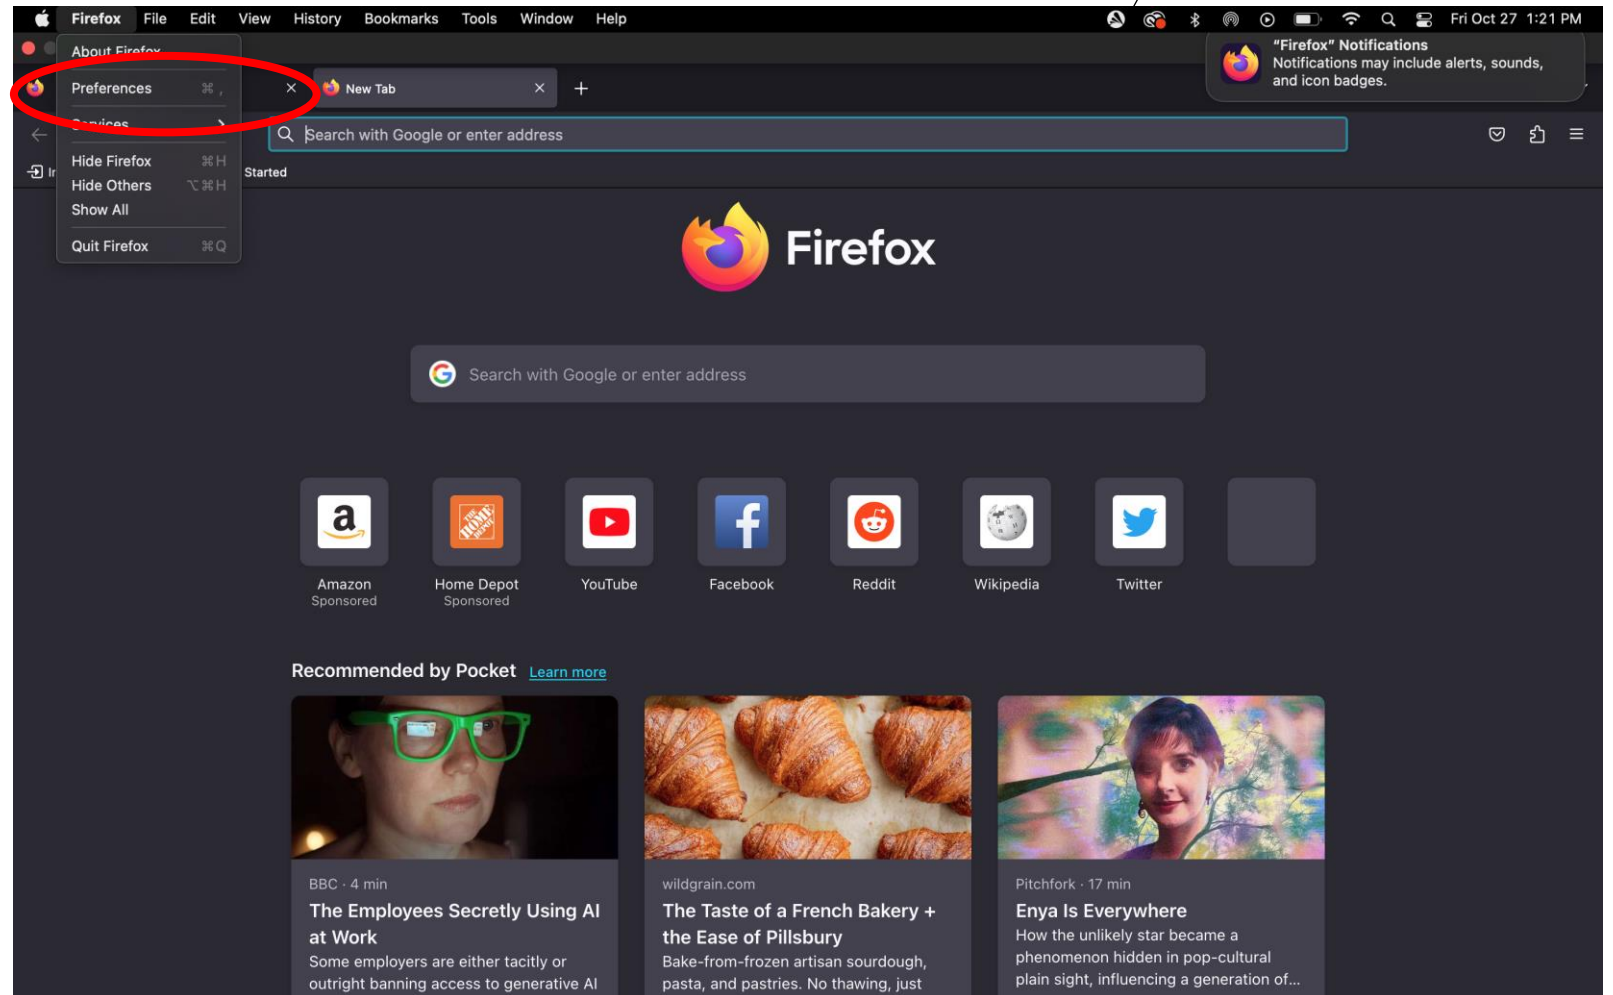 Firefox File Edit View History Bookmarks Tools Window Help Fri Oct 27 1:21 PM
About Firefox
Preferences ⌘ ,
Services
Hide Firefox ⌘ H
Hide Others ⌥ ⌘ H
Show All
Quit Firefox ⌘ Q
"Firefox" Notifications
Notifications may include alerts, sounds,
and icon badges.
New Tab
Search with Google or enter address
Started
Firefox
Search with Google or enter address
a
THE HOME DEPOT
Amazon
Sponsored
Home Depot
Sponsored
YouTube
Facebook
Reddit
Wikipedia
Twitter
Recommended by Pocket Learn more
BBC · 4 min
The Employees Secretly Using AI
at Work
Some employers are either tacitly or
outright banning access to generative AI
wildgrain.com
The Taste of a French Bakery +
the Ease of Pillsbury
Bake-from-frozen artisan sourdough,
pasta, and pastries. No thawing, just
Pitchfork · 17 min
Enya Is Everywhere
How the unlikely star became a
phenomenon hidden in pop-cultural
plain sight, influencing a generation of...